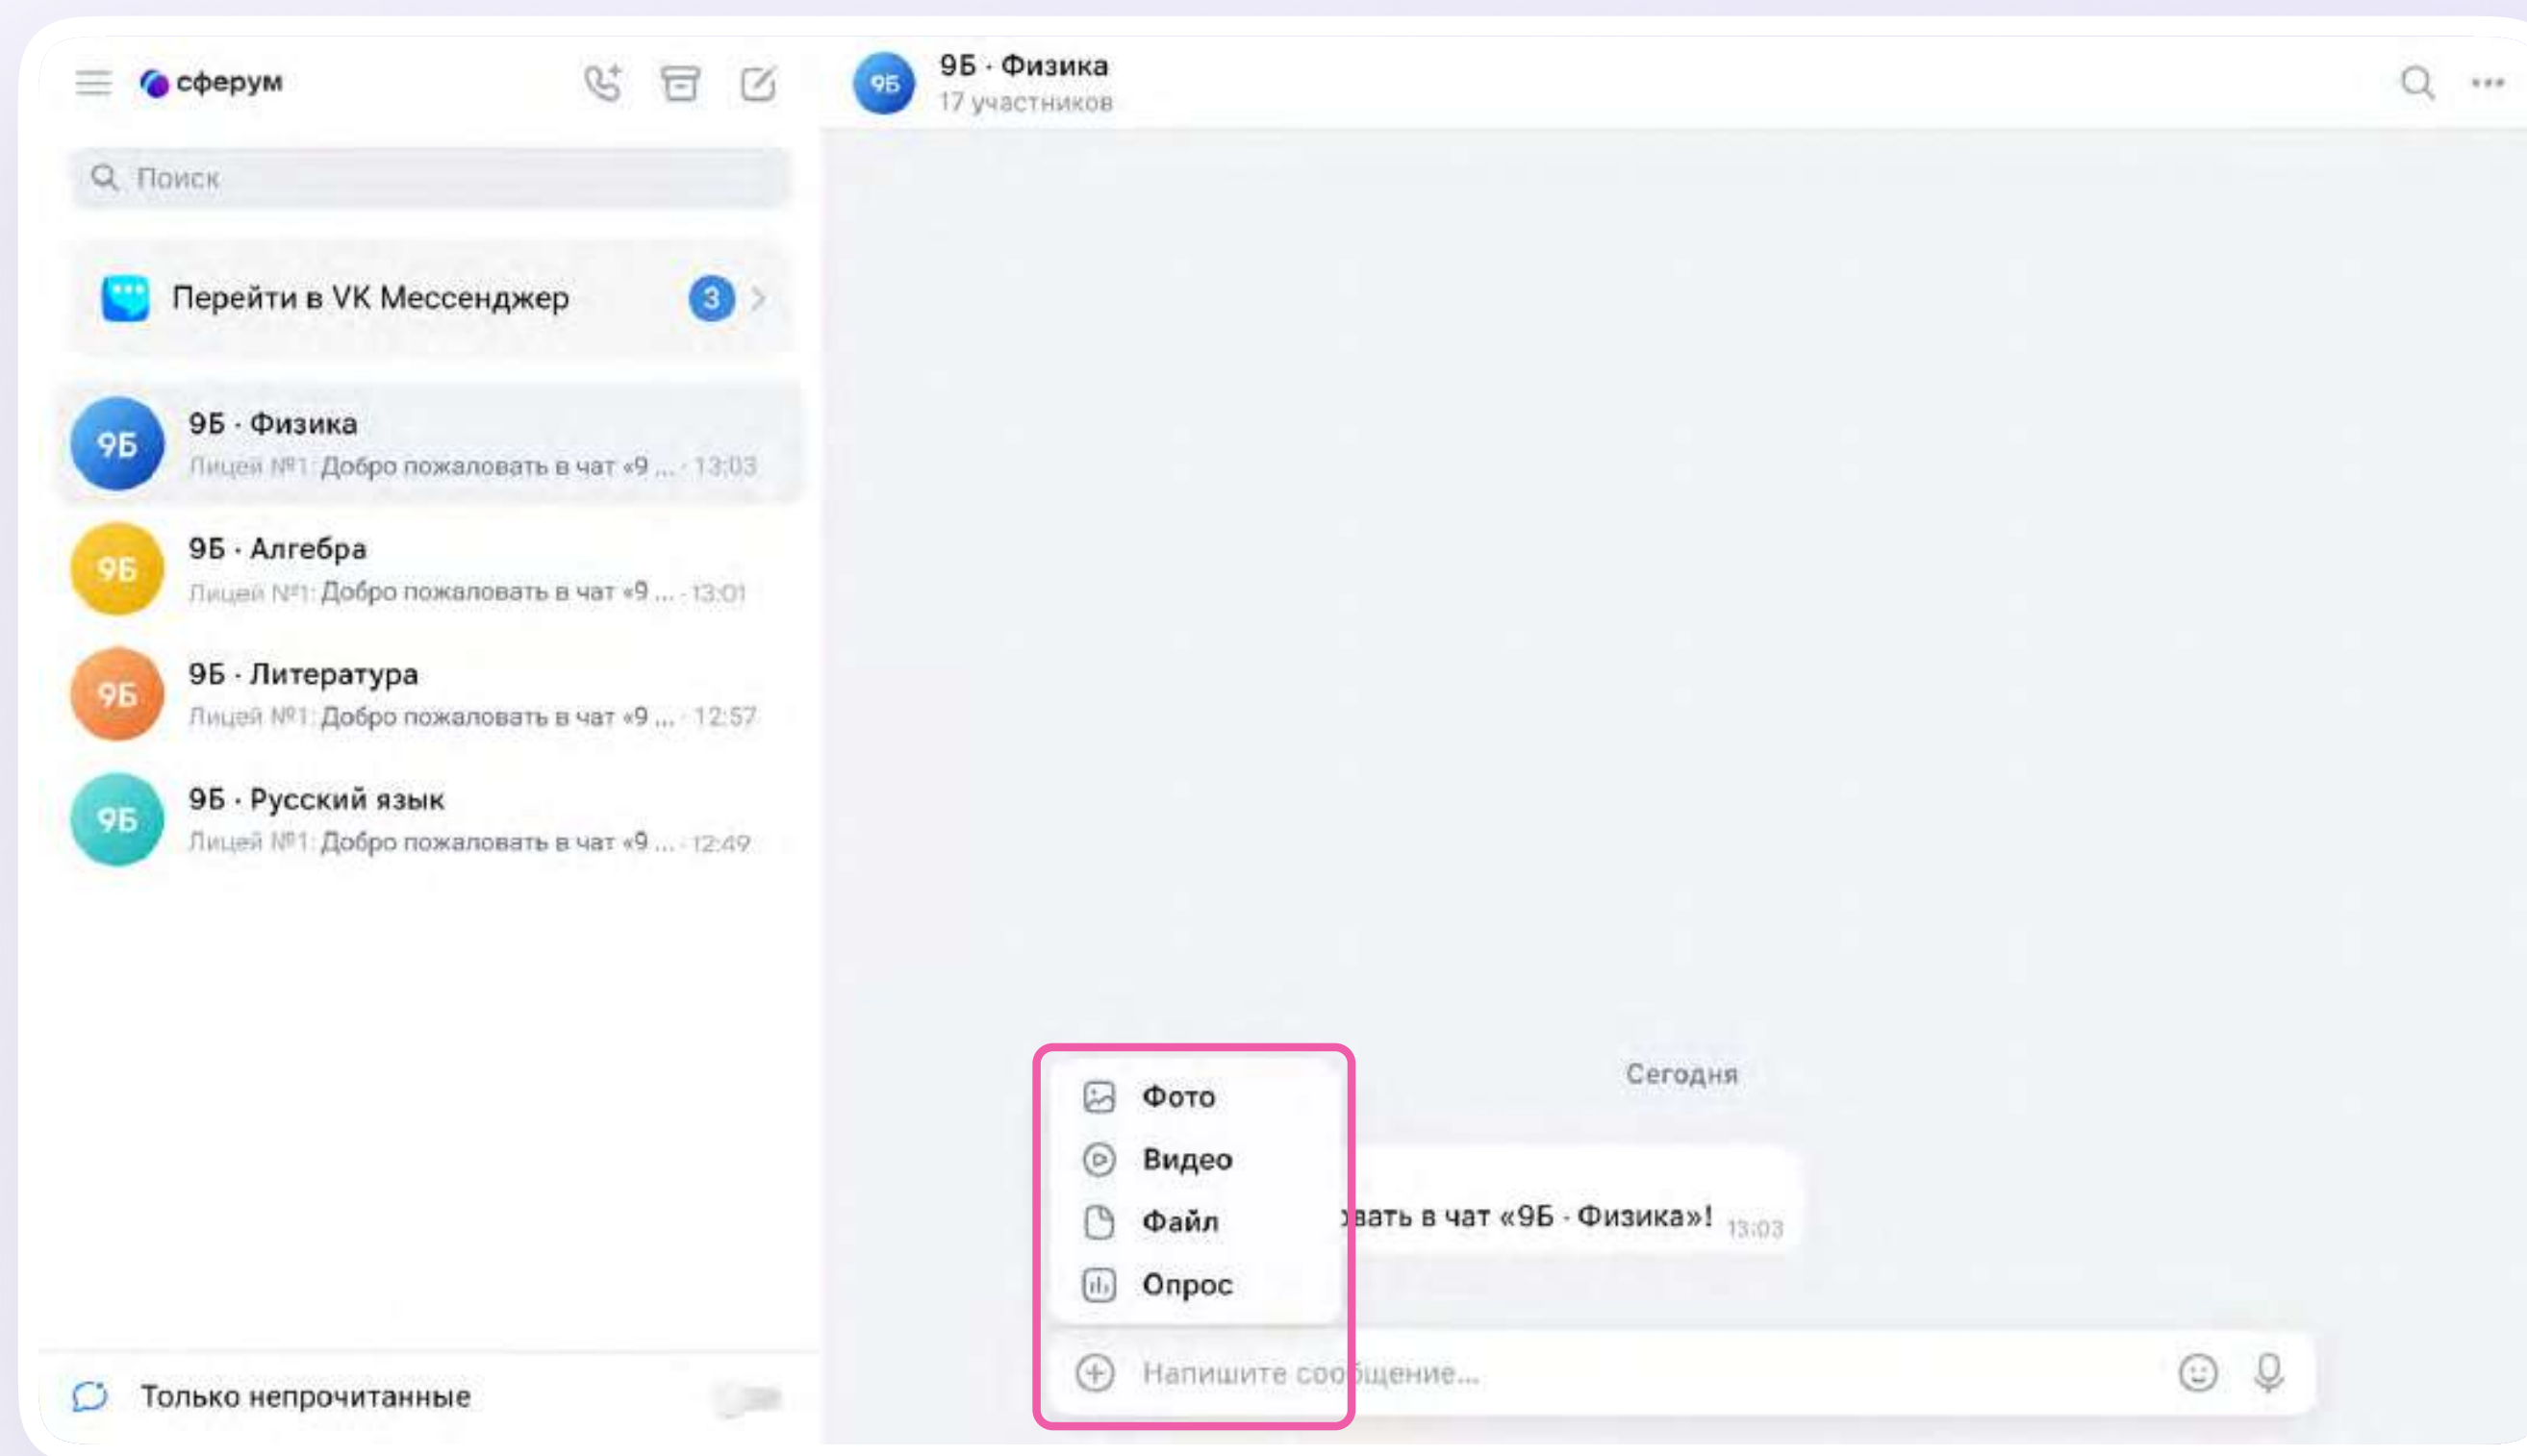 сферум
Поиск
Перейти в VK Мессенджер 3
9Б
9Б · Физика
Лицей №1: Добро пожаловать в чат «9 ... · 13:03
9Б
9Б · Алгебра
Лицей №1: Добро пожаловать в чат «9 ... · 13:01
9Б
9Б · Литература
Лицей №1: Добро пожаловать в чат «9 ... · 12:57
9Б
9Б · Русский язык
Лицей №1: Добро пожаловать в чат «9 ... · 12:49
Только непрочитанные
9Б
9Б · Физика
17 участников
Сегодня
вать в чат «9Б · Физика»! 13:03
Фото
Видео
Файл
Опрос
Напишите сообщение...